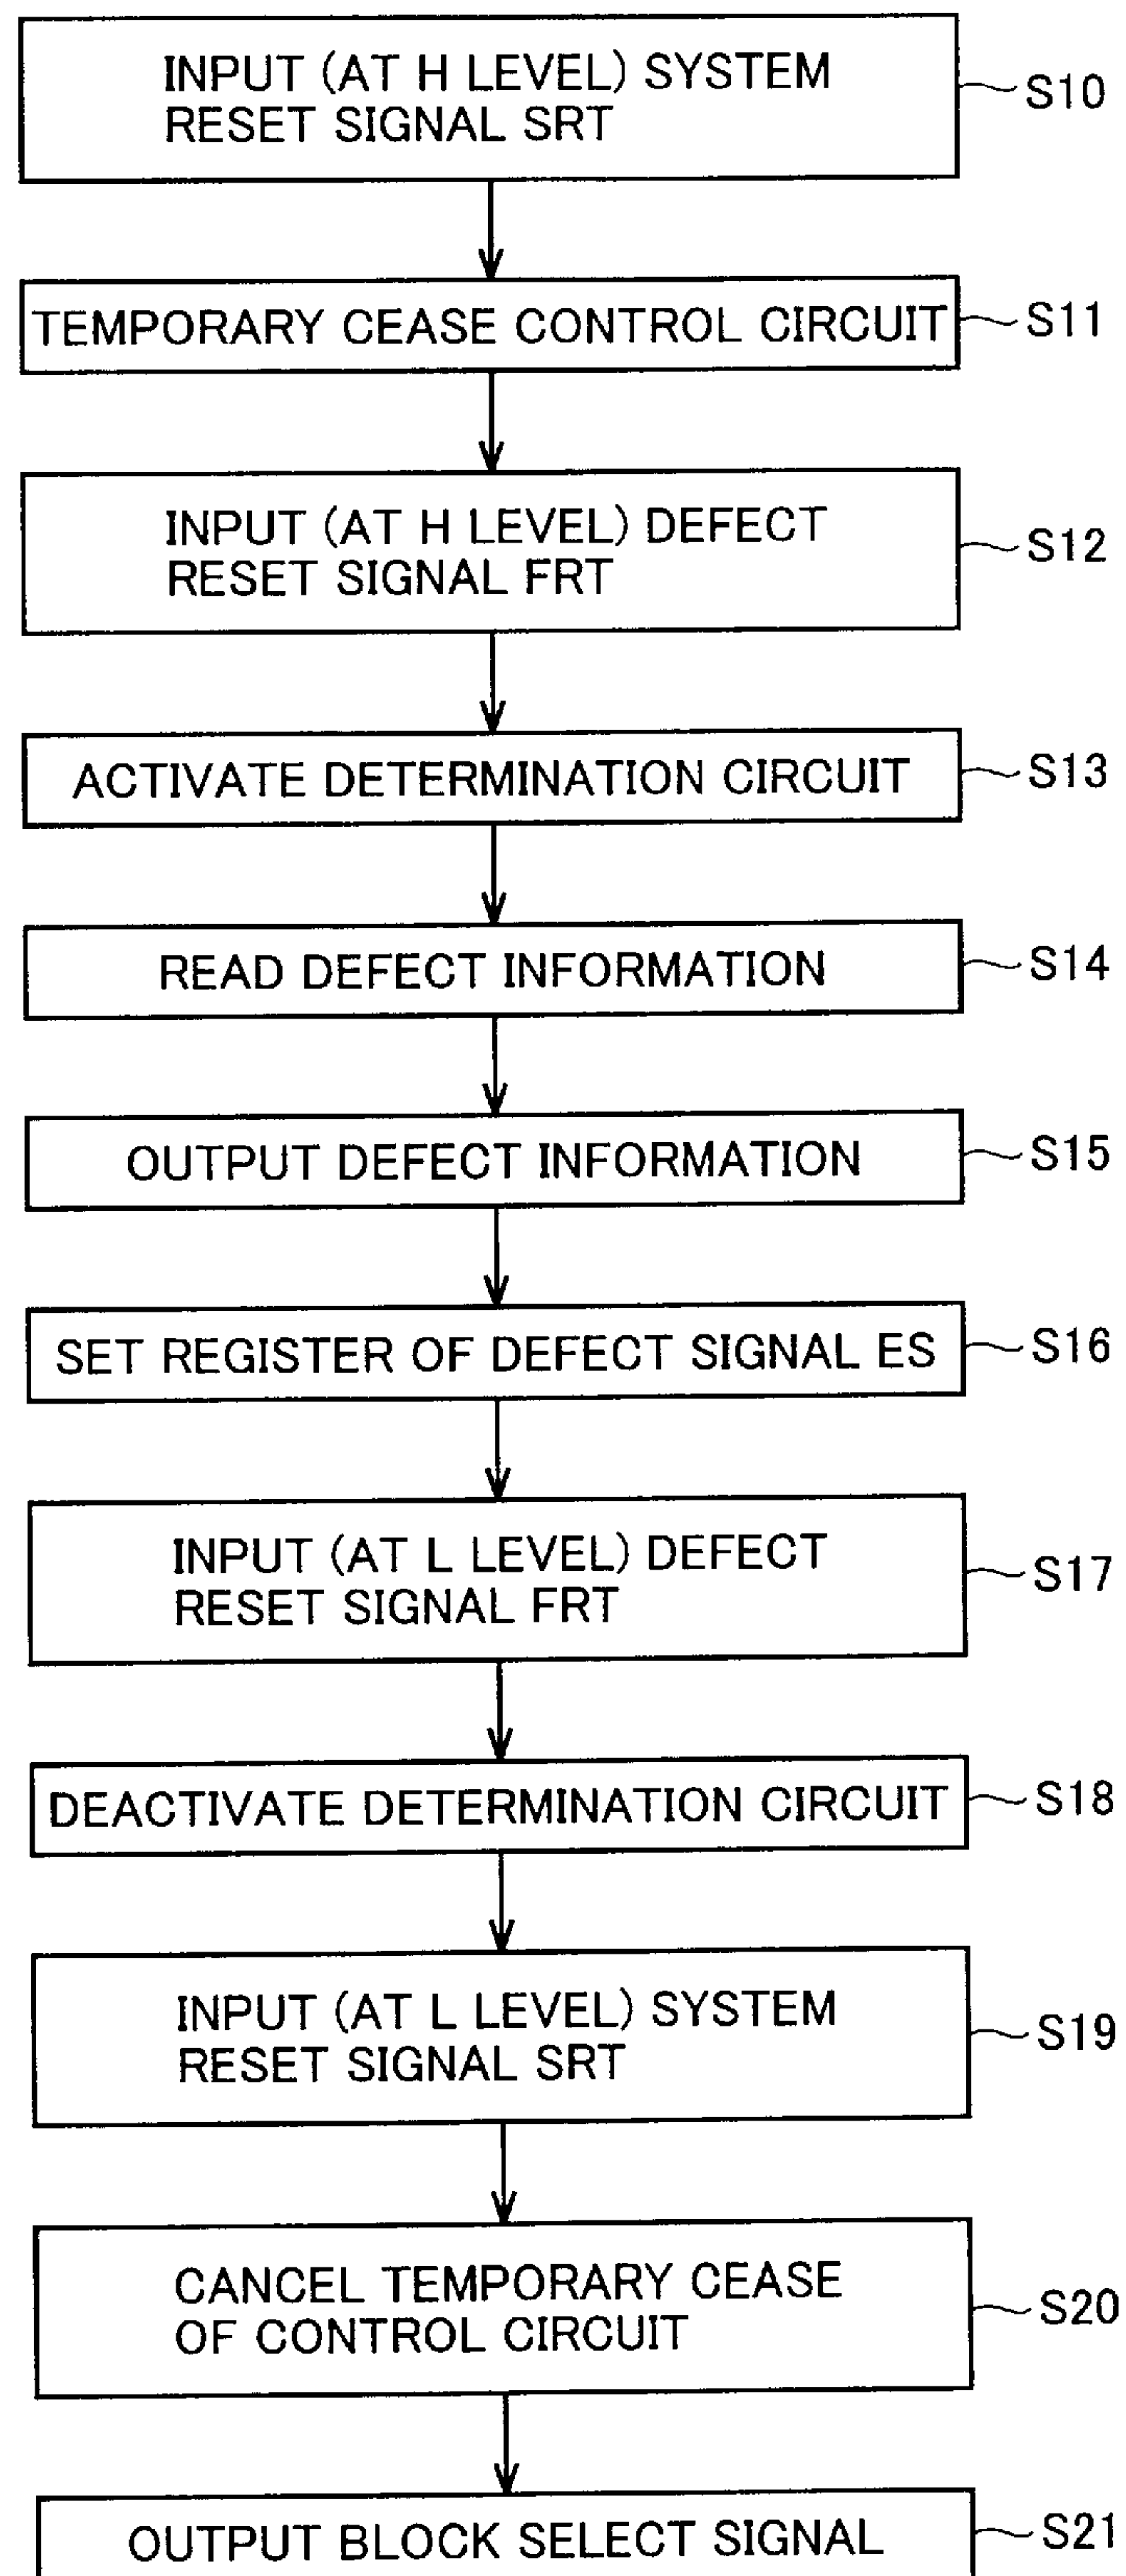 INPUT (AT H LEVEL) SYSTEM
RESET SIGNAL SRT
S10
TEMPORARY CEASE CONTROL CIRCUIT
S11
INPUT (AT H LEVEL) DEFECT
RESET SIGNAL FRT
S12
ACTIVATE DETERMINATION CIRCUIT
S13
READ DEFECT INFORMATION
S14
OUTPUT DEFECT INFORMATION
S15
SET REGISTER OF DEFECT SIGNAL ES
S16
INPUT (AT L LEVEL) DEFECT
RESET SIGNAL FRT
S17
DEACTIVATE DETERMINATION CIRCUIT
S18
INPUT (AT L LEVEL) SYSTEM
RESET SIGNAL SRT
S19
CANCEL TEMPORARY CEASE
OF CONTROL CIRCUIT
S20
OUTPUT BLOCK SELECT SIGNAL
S21